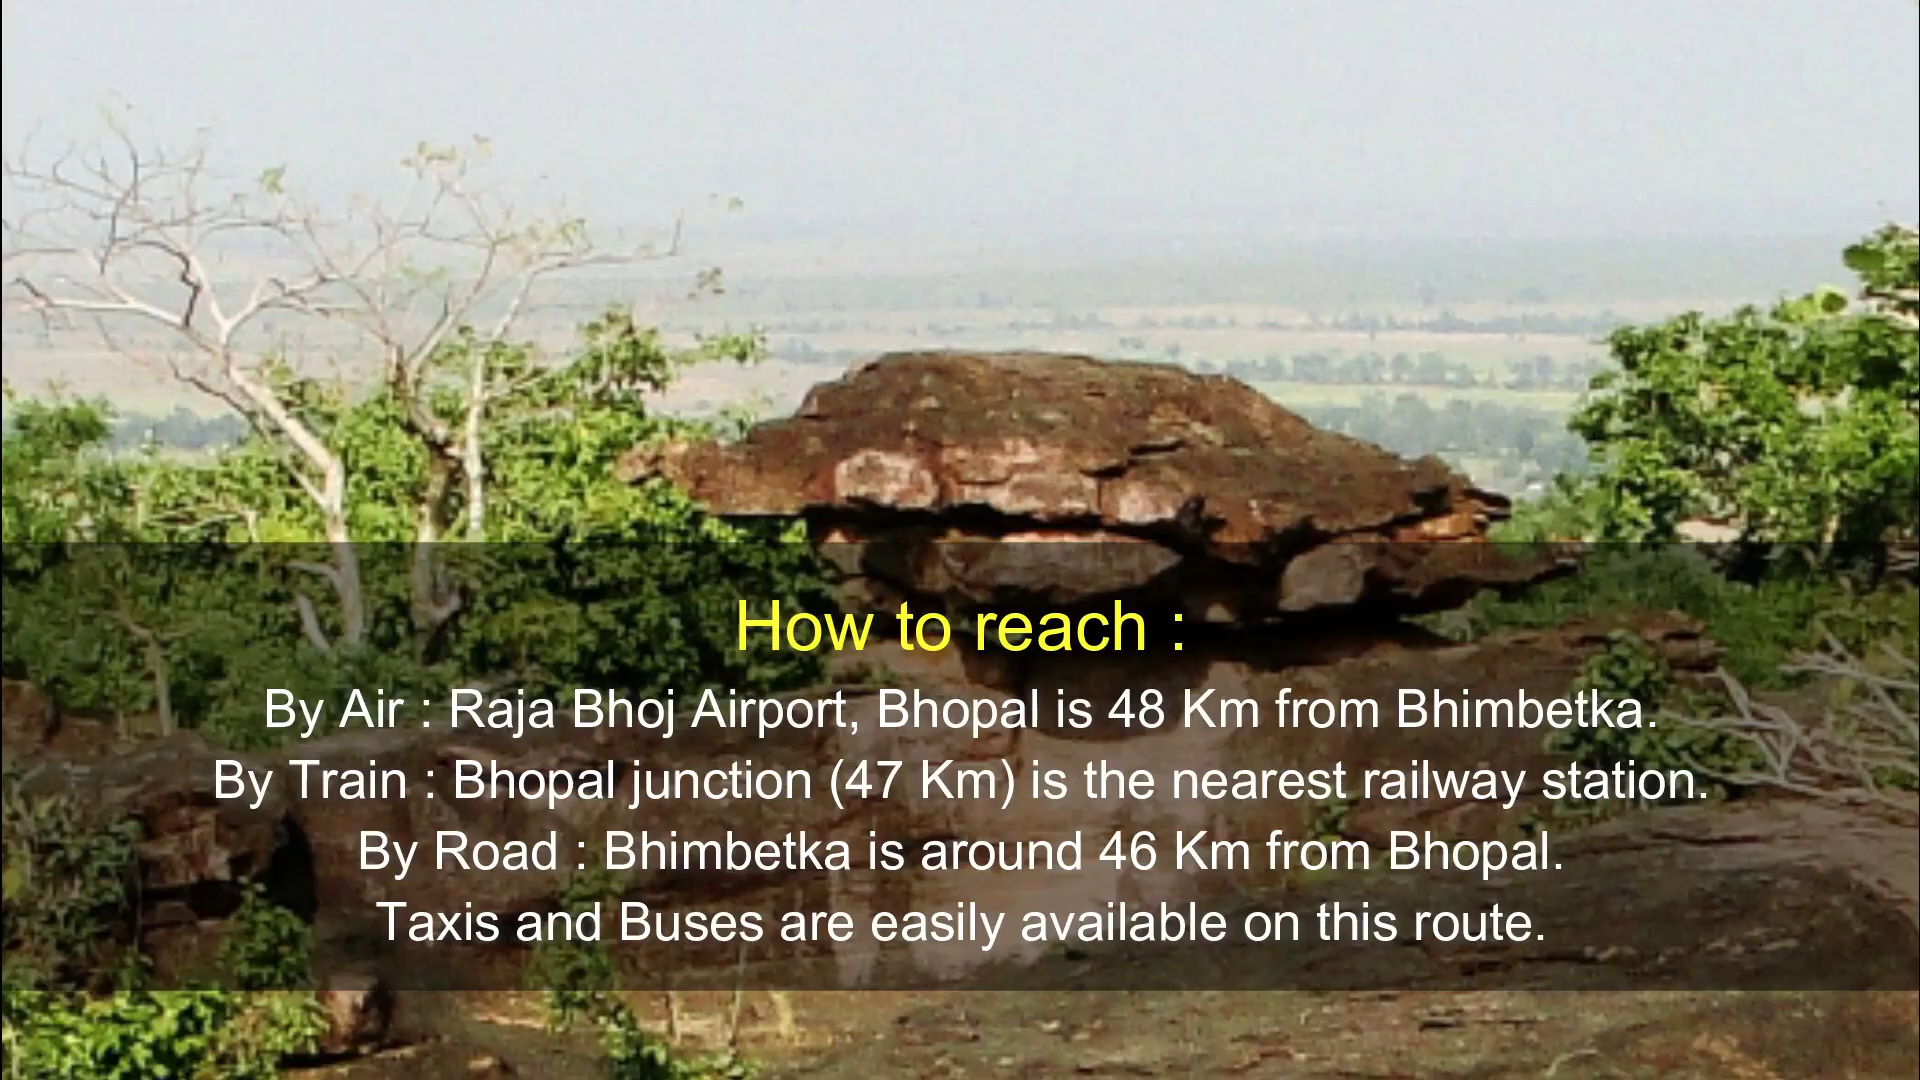 How to reach :
By Air : Raja Bhoj Airport, Bhopal is 48 Km from Bhimbetka.
By Train : Bhopal junction (47 Km) is the nearest railway station.
By Road : Bhimbetka is around 46 Km from Bhopal.
Taxis and Buses are easily available on this route.